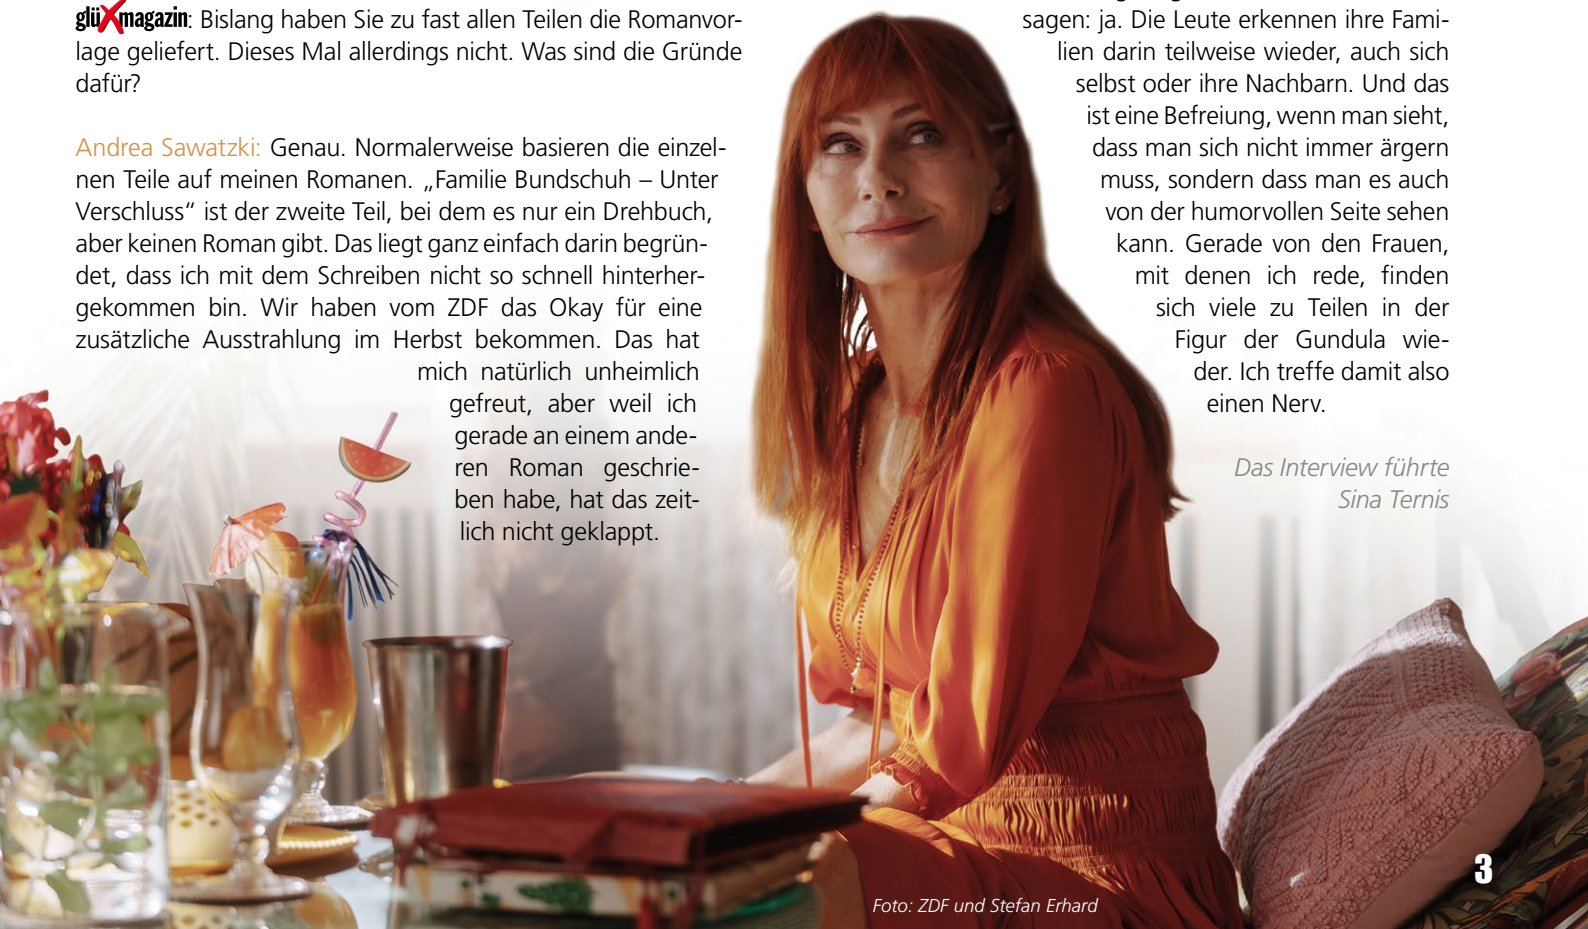 glüXmagazin: Bislang haben Sie zu fast allen Teilen die Romanvor-
lage geliefert. Dieses Mal allerdings nicht. Was sind die Gründe
dafür?
Andrea Sawatzki: Genau. Normalerweise basieren die einzel-
nen Teile auf meinen Romanen. „Familie Bundschuh – Unter
Verschluss“ ist der zweite Teil, bei dem es nur ein Drehbuch,
aber keinen Roman gibt. Das liegt ganz einfach darin begrün-
det, dass ich mit dem Schreiben nicht so schnell hinterher-
gekommen bin. Wir haben vom ZDF das Okay für eine
zusätzliche Ausstrahlung im Herbst bekommen. Das hat
mich natürlich unheimlich
gefreut, aber weil ich
gerade an einem ande-
ren Roman geschrie-
ben habe, hat das zeit-
lich nicht geklappt.
sagen: ja. Die Leute erkennen ihre Fami-
lien darin teilweise wieder, auch sich
selbst oder ihre Nachbarn. Und das
ist eine Befreiung, wenn man sieht,
dass man sich nicht immer ärgern
muss, sondern dass man es auch
von der humorvollen Seite sehen
kann. Gerade von den Frauen,
mit denen ich rede, finden
sich viele zu Teilen in der
Figur der Gundula wie-
der. Ich treffe damit also
einen Nerv.
Das Interview führte
Sina Ternis
Foto: ZDF und Stefan Erhard
3